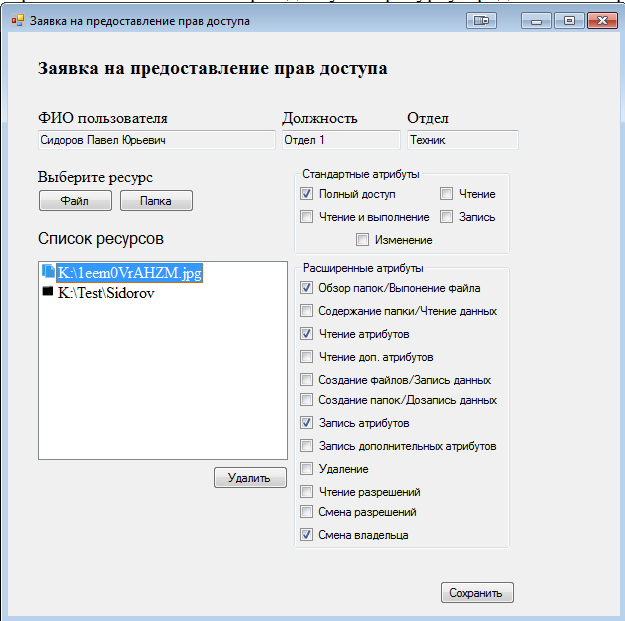 Заявка на предоставление прав доступа
Заявка на предоставление прав доступа
ФИО пользователя Должность Отдел
Сидоров Павел Юрьевич Отдел 1 Техник
Выберите ресурс
Файл Папка
Список ресурсов
K:\1eem0VrAHZM.jpg
K:\Test\Sidorov
Удалить
Стандартные атрибуты
Полный доступ Чтение
Чтение и выполнение Запись
Изменение
Расширенные атрибуты
Обзор папок/Выпонение файла
Содержание папки/Чтение данных
Чтение атрибутов
Чтение доп. атрибутов
Создание файлов/Запись данных
Создание папок/Дозапись данных
Запись атрибутов
Запись дополнительных атрибутов
Удаление
Чтение разрешений
Смена разрешений
Смена владельца
Сохранить